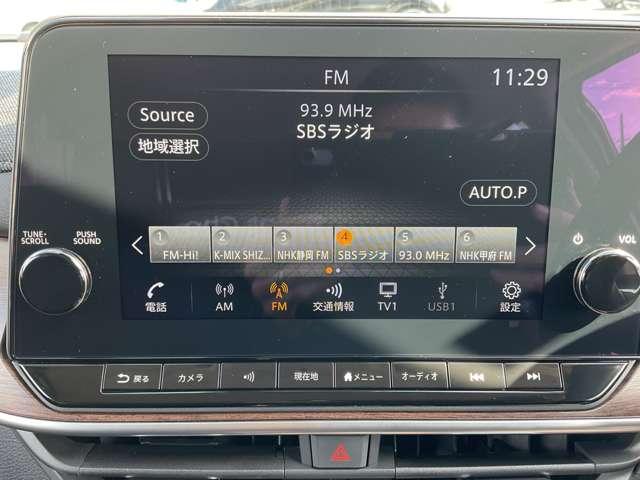 FM 11:29
93.9 MHz
SBSラジオ
Source
地域選択
AUTO.P
TUNE・ SCROLL PUSH SOUND
VOL
1 2 3 4 5 6
FM-Hi! K-MIX SHIZ... NHK静岡 FM SBSラジオ 93.0 MHz NHK甲府 FM
電話 AM FM 交通情報 TV1 USB1 設定
戻る カメラ 現在地 メニュー オーディオ